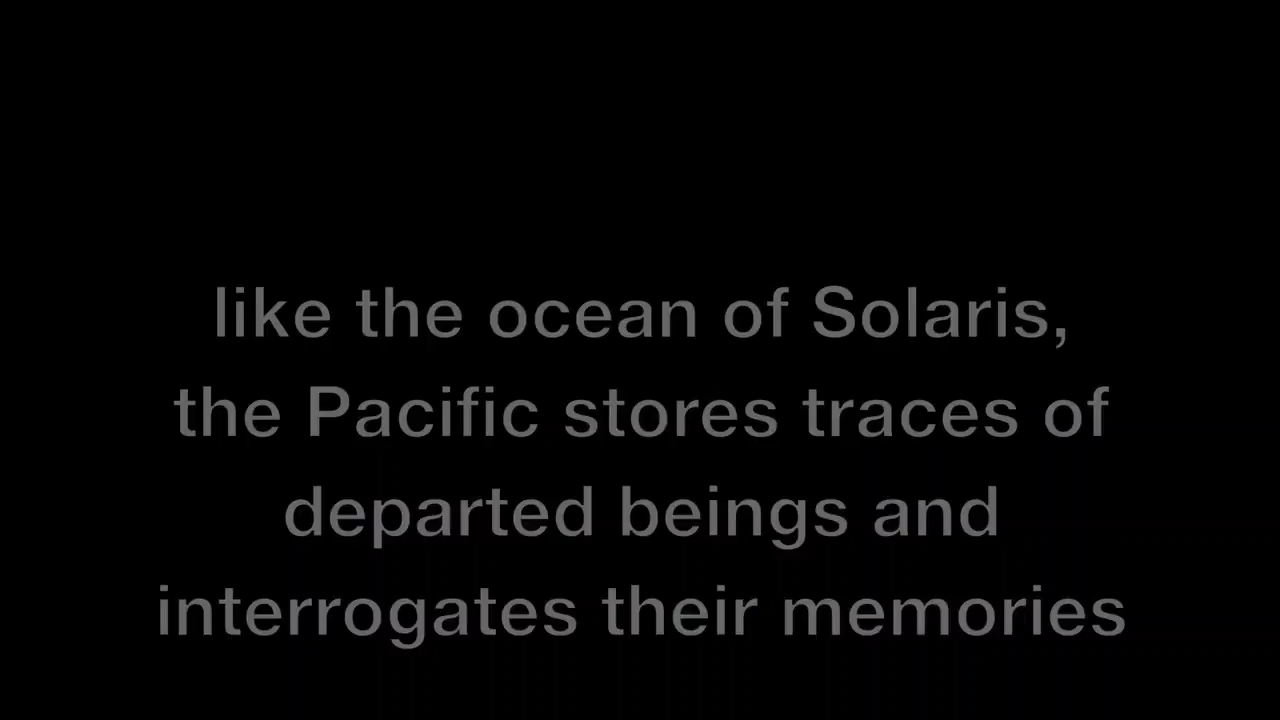 like the ocean of Solaris,
the Pacific stores traces of
departed beings and
interrogates their memories